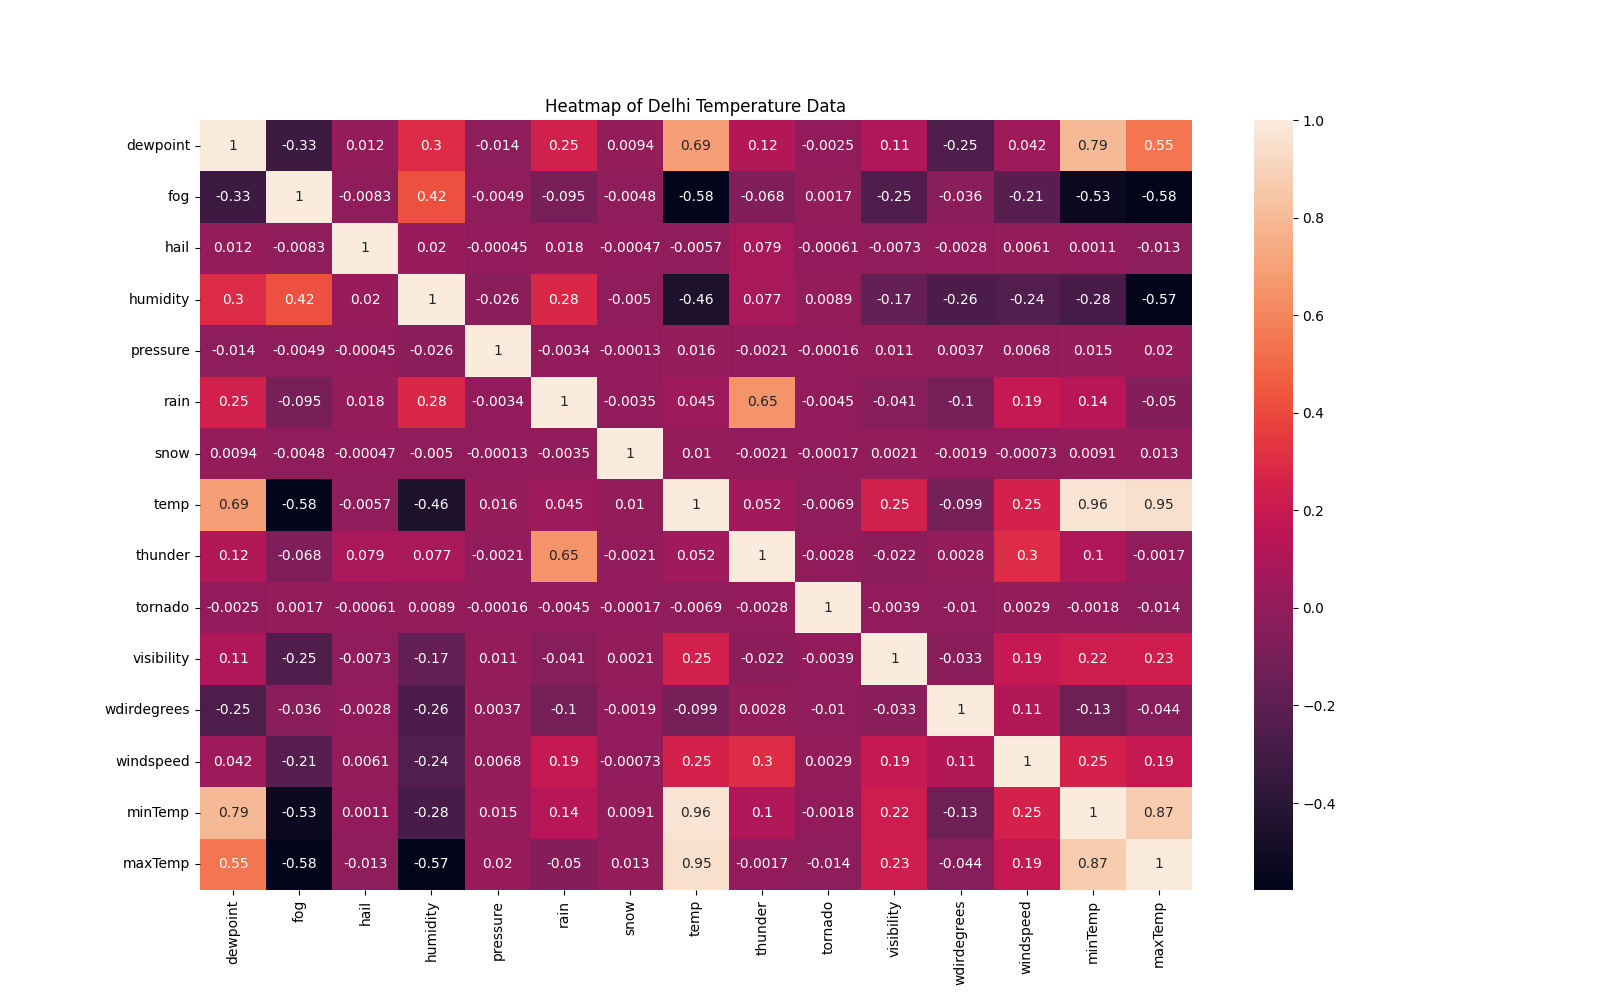 Heatmap of Delhi Temperature Data
dewpoint 1 -0.33 0.012 0.3 -0.014 0.25 0.0094 0.69 0.12 -0.0025 0.11 -0.25 0.042 0.79 0.55
fog -0.33 1 -0.0083 0.42 -0.0049 -0.095 -0.0048 -0.58 -0.068 0.0017 -0.25 -0.036 -0.21 -0.53 -0.58
hail 0.012 -0.0083 1 0.02 -0.00045 0.018 -0.00047 -0.0057 0.079 -0.00061 -0.0073 -0.0028 0.0061 0.0011 -0.013
humidity 0.3 0.42 0.02 1 -0.026 0.28 -0.005 -0.46 0.077 0.0089 -0.17 -0.26 -0.24 -0.28 -0.57
pressure -0.014 -0.0049 -0.00045 -0.026 1 -0.0034 -0.00013 0.016 -0.0021 -0.00016 0.011 0.0037 0.0068 0.015 0.02
rain 0.25 -0.095 0.018 0.28 -0.0034 1 -0.0035 0.045 0.65 -0.0045 -0.041 -0.1 0.19 0.14 -0.05
snow 0.0094 -0.0048 -0.00047 -0.005 -0.00013 -0.0035 1 0.01 -0.0021 -0.00017 0.0021 -0.0019 -0.00073 0.0091 0.013
temp 0.69 -0.58 -0.0057 -0.46 0.016 0.045 0.01 1 0.052 -0.0069 0.25 -0.099 0.25 0.96 0.95
thunder 0.12 -0.068 0.079 0.077 -0.0021 0.65 -0.0021 0.052 1 -0.0028 -0.022 0.0028 0.3 0.1 -0.0017
tornado -0.0025 0.0017 -0.00061 0.0089 -0.00016 -0.0045 -0.00017 -0.0069 -0.0028 1 -0.0039 -0.01 0.0029 -0.0018 -0.014
visibility 0.11 -0.25 -0.0073 -0.17 0.011 -0.041 0.0021 0.25 -0.022 -0.0039 1 -0.033 0.19 0.22 0.23
wdirdegrees -0.25 -0.036 -0.0028 -0.26 0.0037 -0.1 -0.0019 -0.099 0.0028 -0.01 -0.033 1 0.11 -0.13 -0.044
windspeed 0.042 -0.21 0.0061 -0.24 0.0068 0.19 -0.00073 0.25 0.3 0.0029 0.19 0.11 1 0.25 0.19
minTemp 0.79 -0.53 0.0011 -0.28 0.015 0.14 0.0091 0.96 0.1 -0.0018 0.22 -0.13 0.25 1 0.87
maxTemp 0.55 -0.58 -0.013 -0.57 0.02 -0.05 0.013 0.95 -0.0017 -0.014 0.23 -0.044 0.19 0.87 1
dewpoint fog hail humidity pressure rain snow temp thunder tornado visibility wdirdegrees windspeed minTemp maxTemp
1.0
0.8
0.6
0.4
0.2
0.0
−0.2
−0.4